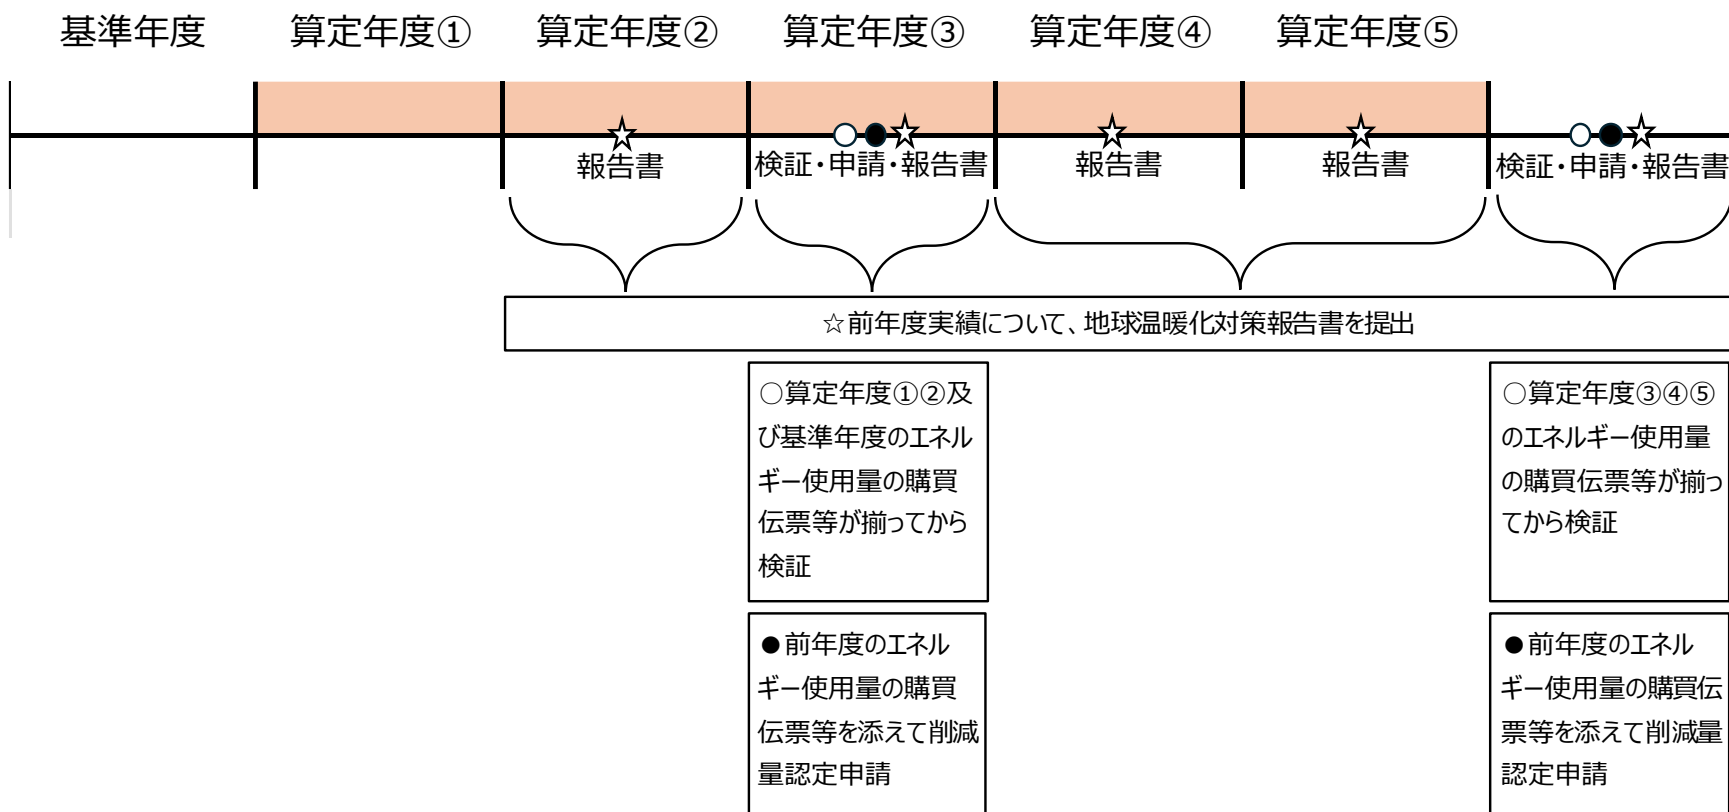 基準年度 算定年度① 算定年度② 算定年度③ 算定年度④ 算定年度⑤
報告書 検証・申請・報告書 報告書 報告書 検証・申請・報告書
☆前年度実績について、地球温暖化対策報告書を提出
○算定年度①②及
び基準年度のエネル
ギー使用量の購買
伝票等が揃ってから
検証
○算定年度③④⑤
のエネルギー使用量
の購買伝票等が揃っ
てから検証
●前年度のエネル
ギー使用量の購買
伝票等を添えて削減
量認定申請
●前年度のエネル
ギー使用量の購買伝
票等を添えて削減量
認定申請